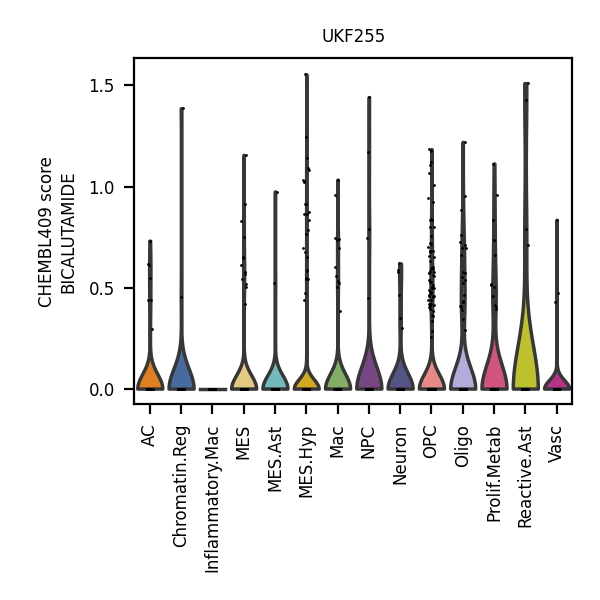 UKF255
CHEMBL409 score
BICALUTAMIDE
1.5
1.0
0.5
0.0
AC
Chromatin.Reg
Inflammatory.Mac
MES
MES.Ast
MES.Hyp
Mac
NPC
Neuron
OPC
Oligo
Prolif.Metab
Reactive.Ast
Vasc